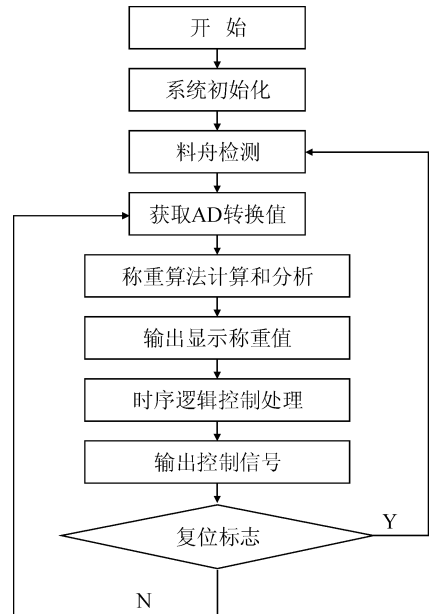 开 始
系统初始化
料舟检测
获取AD转换值
称重算法计算和分析
输出显示称重值
时序逻辑控制处理
输出控制信号
复位标志
Y
N